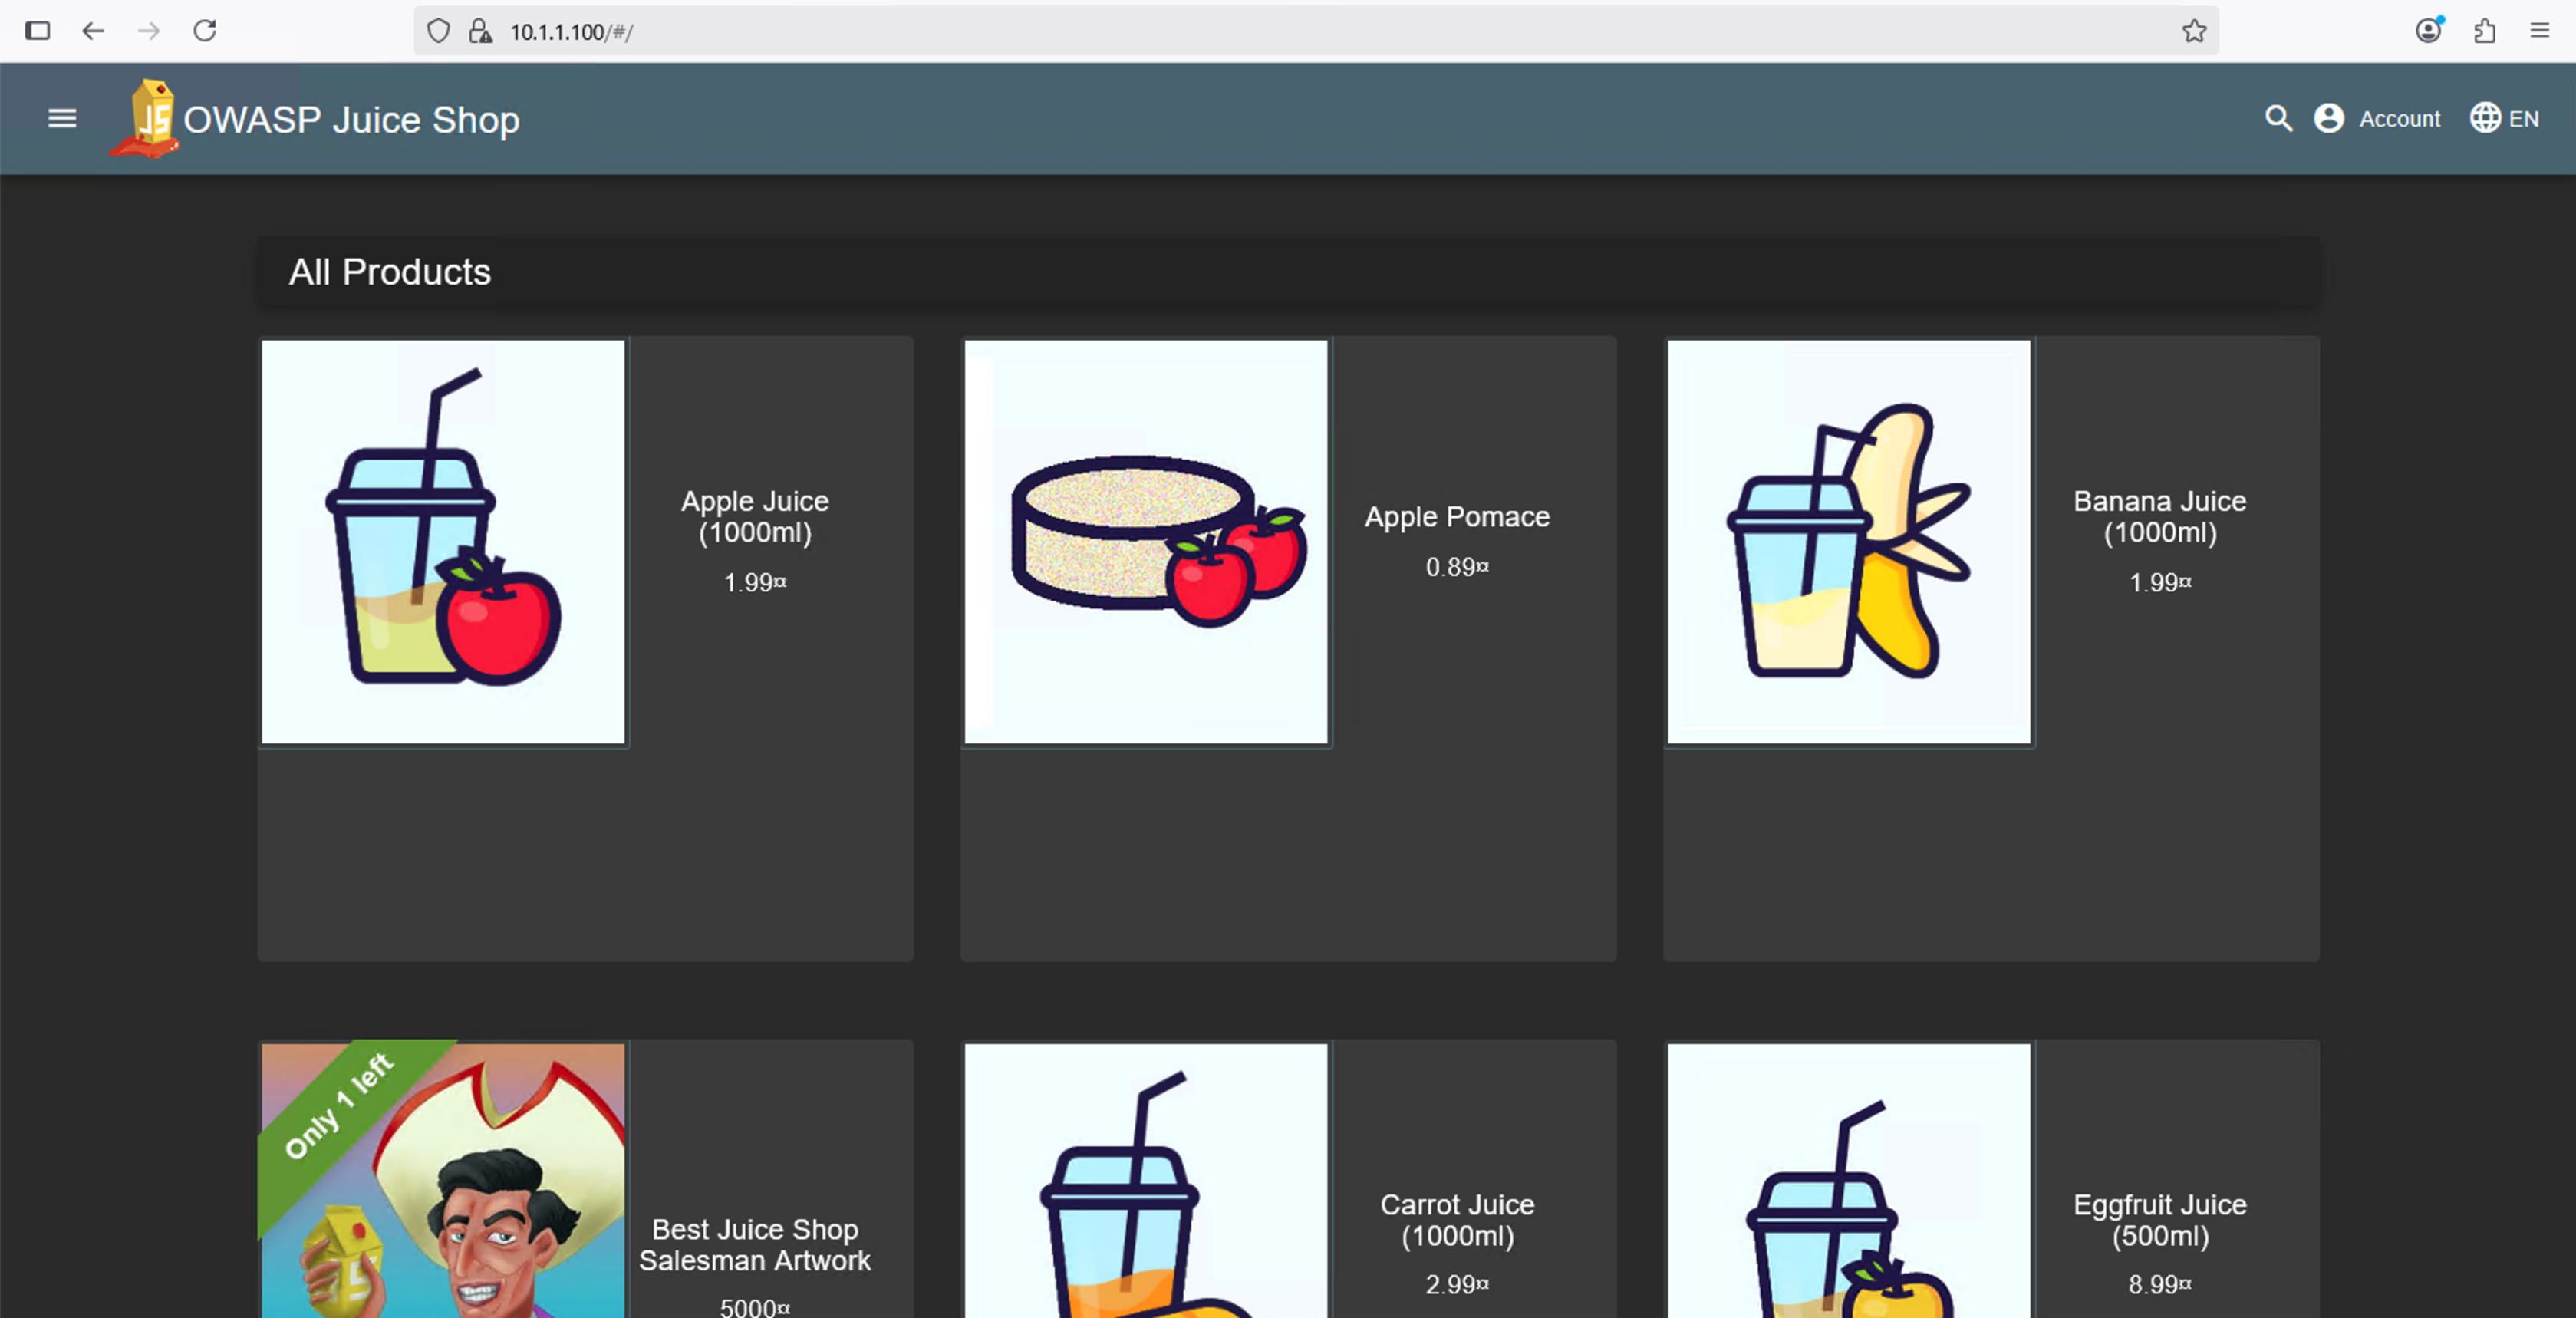 10.1.1.100/#/
OWASP Juice Shop
Account
EN
All Products
Apple Juice
(1000ml)
1.99¤
Apple Pomace
0.89¤
Banana Juice
(1000ml)
1.99¤
Only 1 left
Best Juice Shop
Salesman Artwork
5000¤
Carrot Juice
(1000ml)
2.99¤
Eggfruit Juice
(500ml)
8.99¤